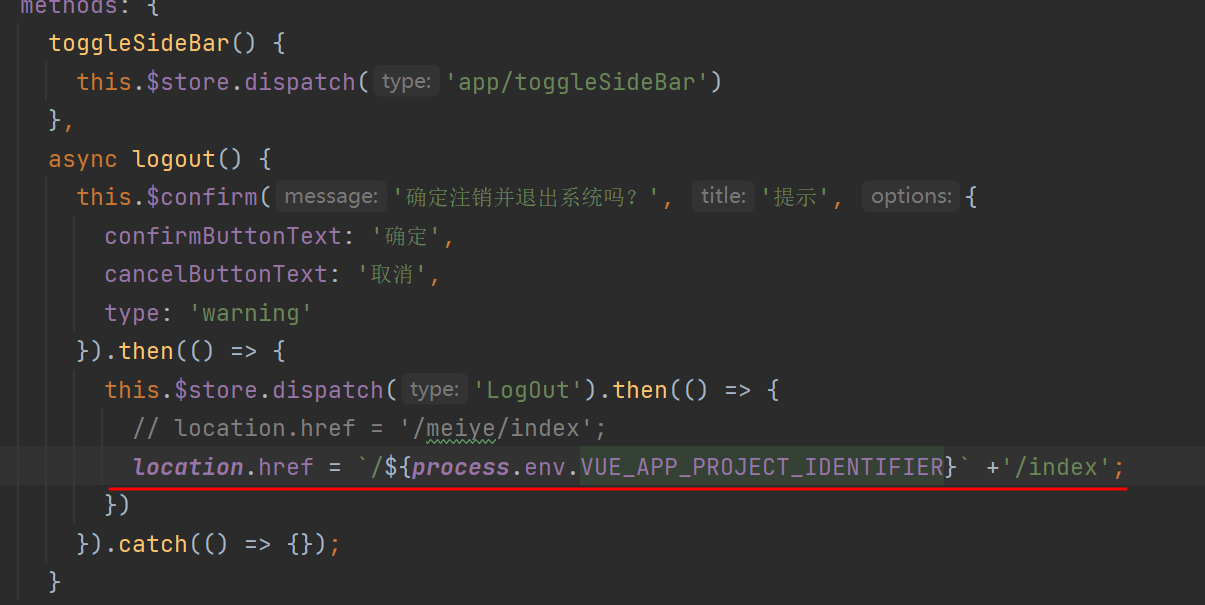 methods: {
toggleSideBar() {
this.$store.dispatch( type: 'app/toggleSideBar')
},
async logout() {
this.$confirm( message: '确定注销并退出系统吗？', title: '提示', options: {
confirmButtonText: '确定',
cancelButtonText: '取消',
type: 'warning'
}).then(() => {
this.$store.dispatch( type: 'LogOut').then(() => {
// location.href = '/meiye/index';
location.href = `/${process.env.VUE_APP_PROJECT_IDENTIFIER}` +'/index';
})
}).catch(() => {});
}